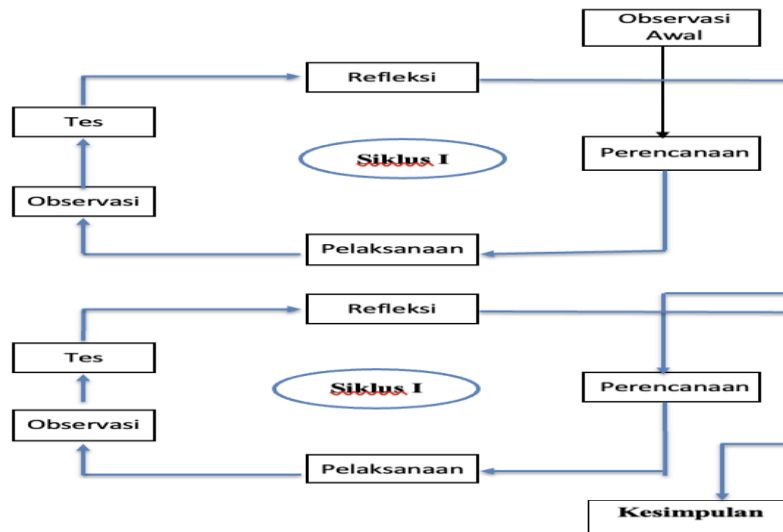 Observasi
Awal
Refleksi
Tes
Siklus I
Perencanaan
Observasi
Pelaksanaan
Refleksi
Tes
Siklus I
Perencanaan
Observasi
Pelaksanaan
Kesimpulan